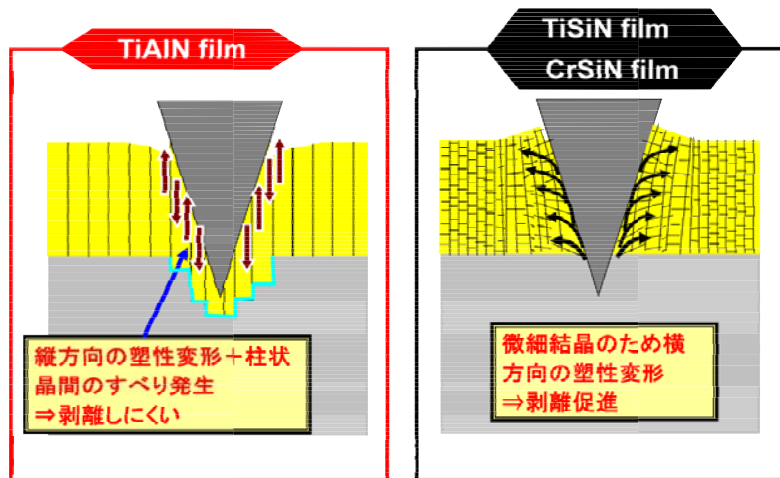 TiAlN film
TiSiN film
CrSiN film
縦方向の塑性変形＋柱状
晶間のすべり発生
⇒剥離しにくい
微細結晶のため横
方向の塑性変形
⇒剥離促進